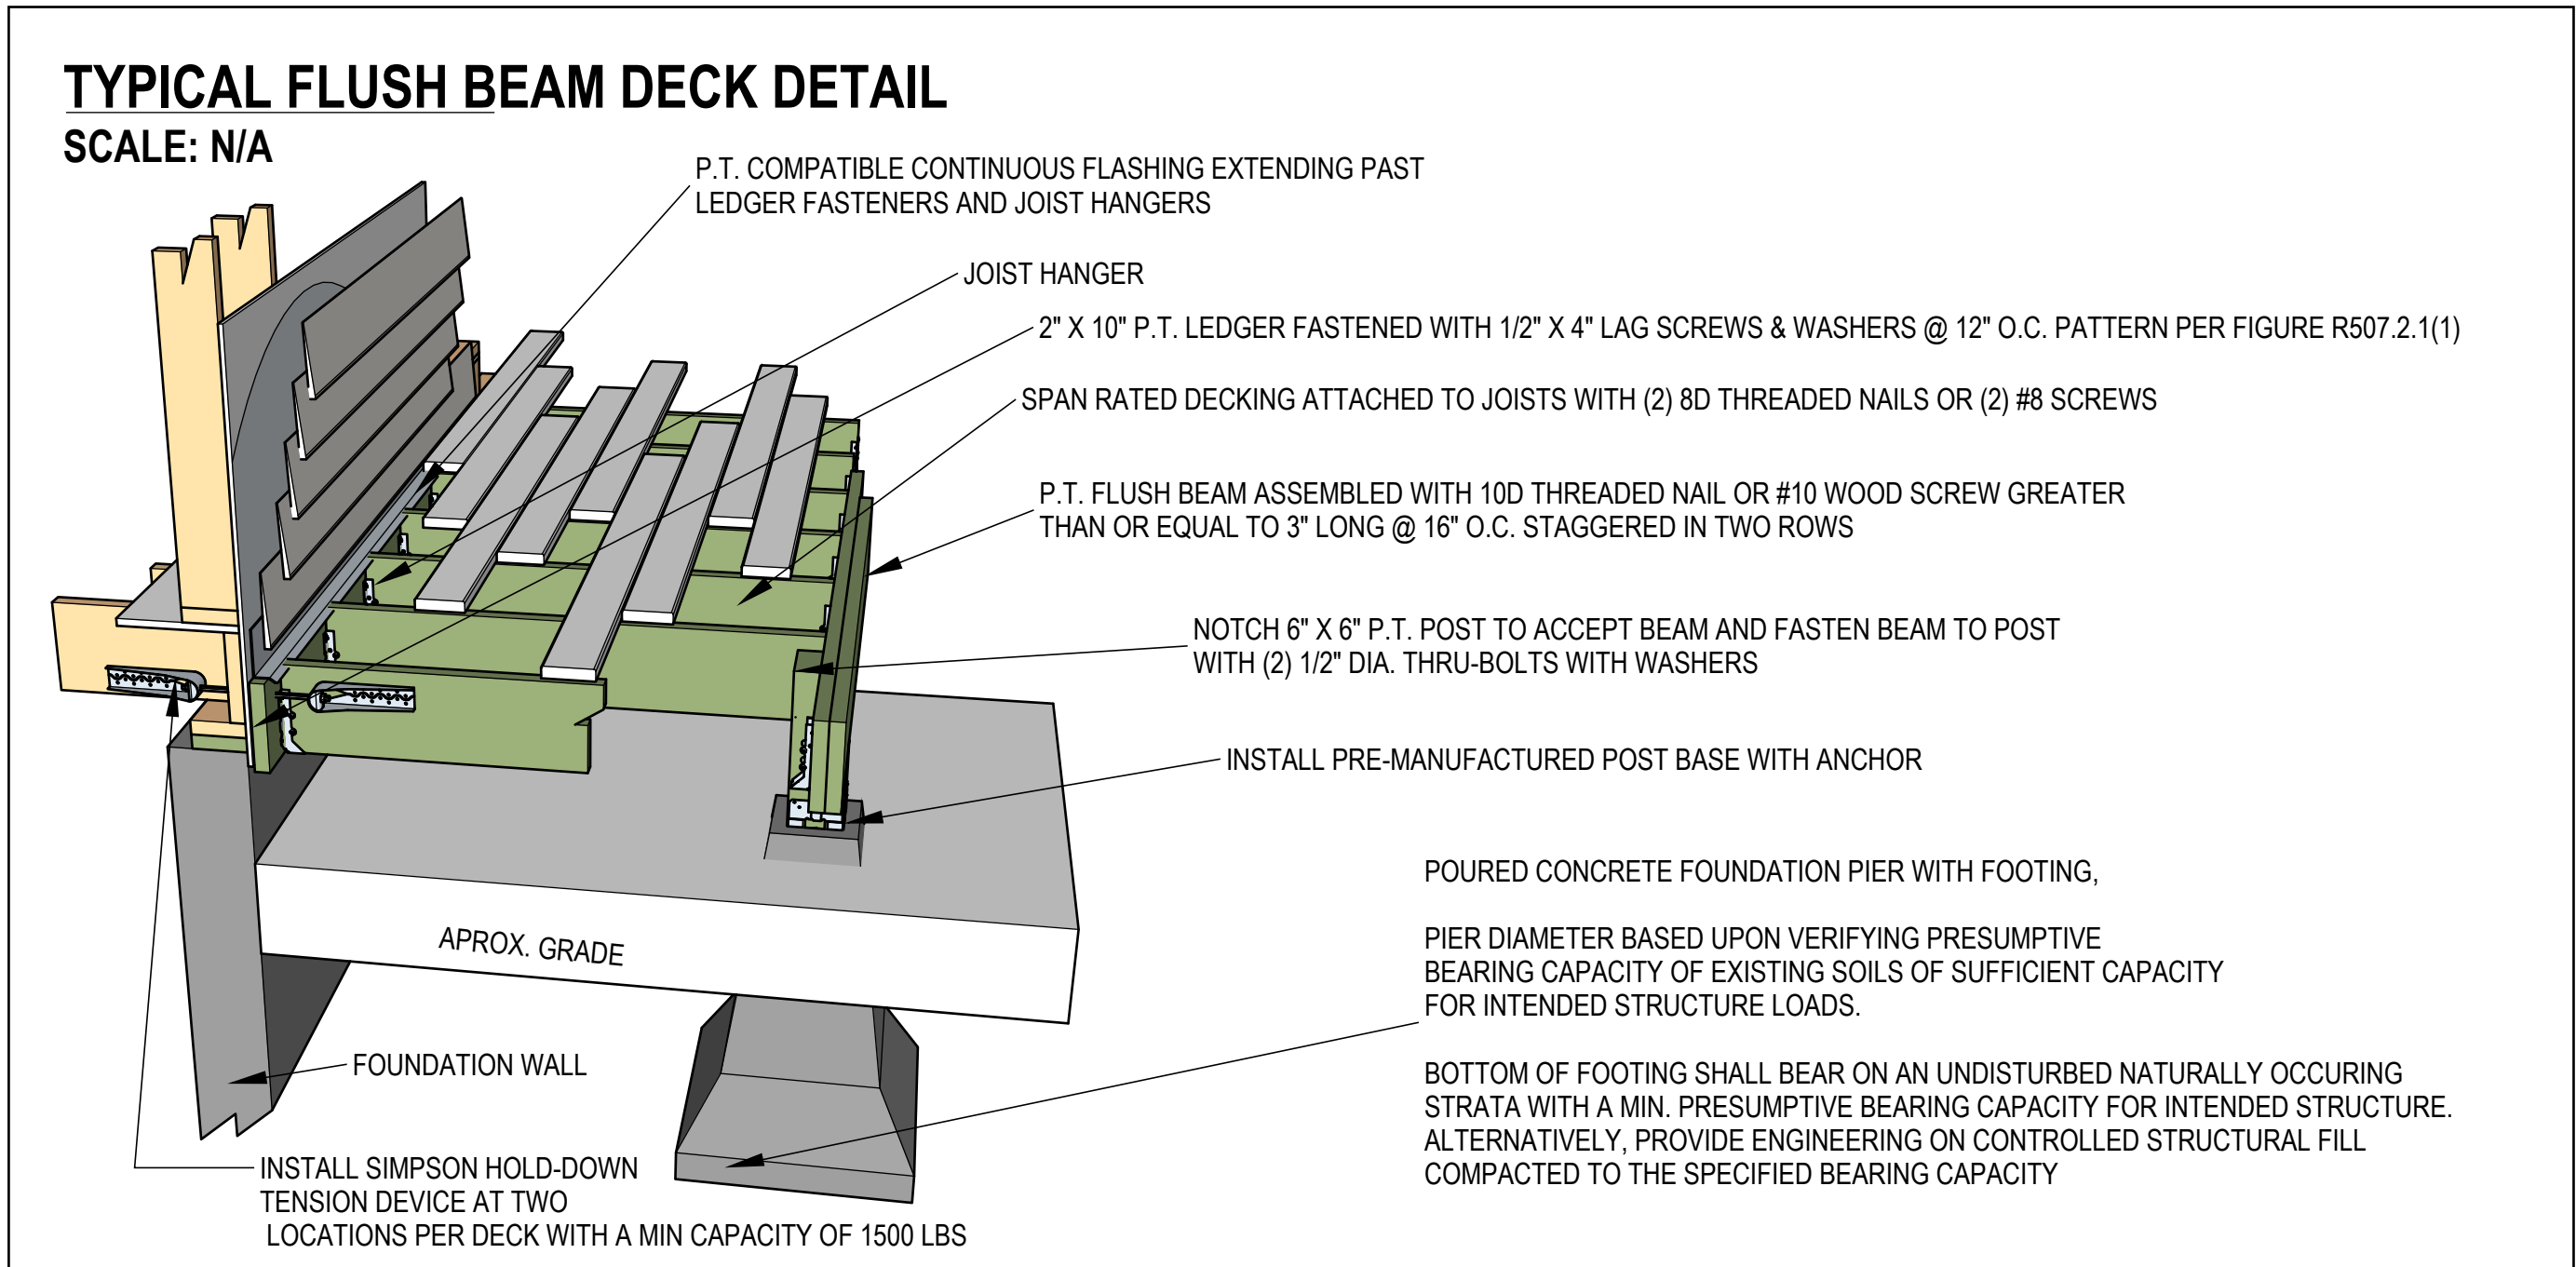 TYPICAL FLUSH BEAM DECK DETAIL
SCALE: N/A
P.T. COMPATIBLE CONTINUOUS FLASHING EXTENDING PAST
LEDGER FASTENERS AND JOIST HANGERS
JOIST HANGER
2" X 10" P.T. LEDGER FASTENED WITH 1/2" X 4" LAG SCREWS & WASHERS @ 12" O.C. PATTERN PER FIGURE R507.2.1(1)
SPAN RATED DECKING ATTACHED TO JOISTS WITH (2) 8D THREADED NAILS OR (2) #8 SCREWS
P.T. FLUSH BEAM ASSEMBLED WITH 10D THREADED NAIL OR #10 WOOD SCREW GREATER
THAN OR EQUAL TO 3" LONG @ 16" O.C. STAGGERED IN TWO ROWS
NOTCH 6" X 6" P.T. POST TO ACCEPT BEAM AND FASTEN BEAM TO POST
WITH (2) 1/2" DIA. THRU-BOLTS WITH WASHERS
INSTALL PRE-MANUFACTURED POST BASE WITH ANCHOR
POURED CONCRETE FOUNDATION PIER WITH FOOTING,
PIER DIAMETER BASED UPON VERIFYING PRESUMPTIVE
BEARING CAPACITY OF EXISTING SOILS OF SUFFICIENT CAPACITY
FOR INTENDED STRUCTURE LOADS.
BOTTOM OF FOOTING SHALL BEAR ON AN UNDISTURBED NATURALLY OCCURING
STRATA WITH A MIN. PRESUMPTIVE BEARING CAPACITY FOR INTENDED STRUCTURE.
ALTERNATIVELY, PROVIDE ENGINEERING ON CONTROLLED STRUCTURAL FILL
COMPACTED TO THE SPECIFIED BEARING CAPACITY
APROX. GRADE
FOUNDATION WALL
INSTALL SIMPSON HOLD-DOWN
TENSION DEVICE AT TWO
LOCATIONS PER DECK WITH A MIN CAPACITY OF 1500 LBS